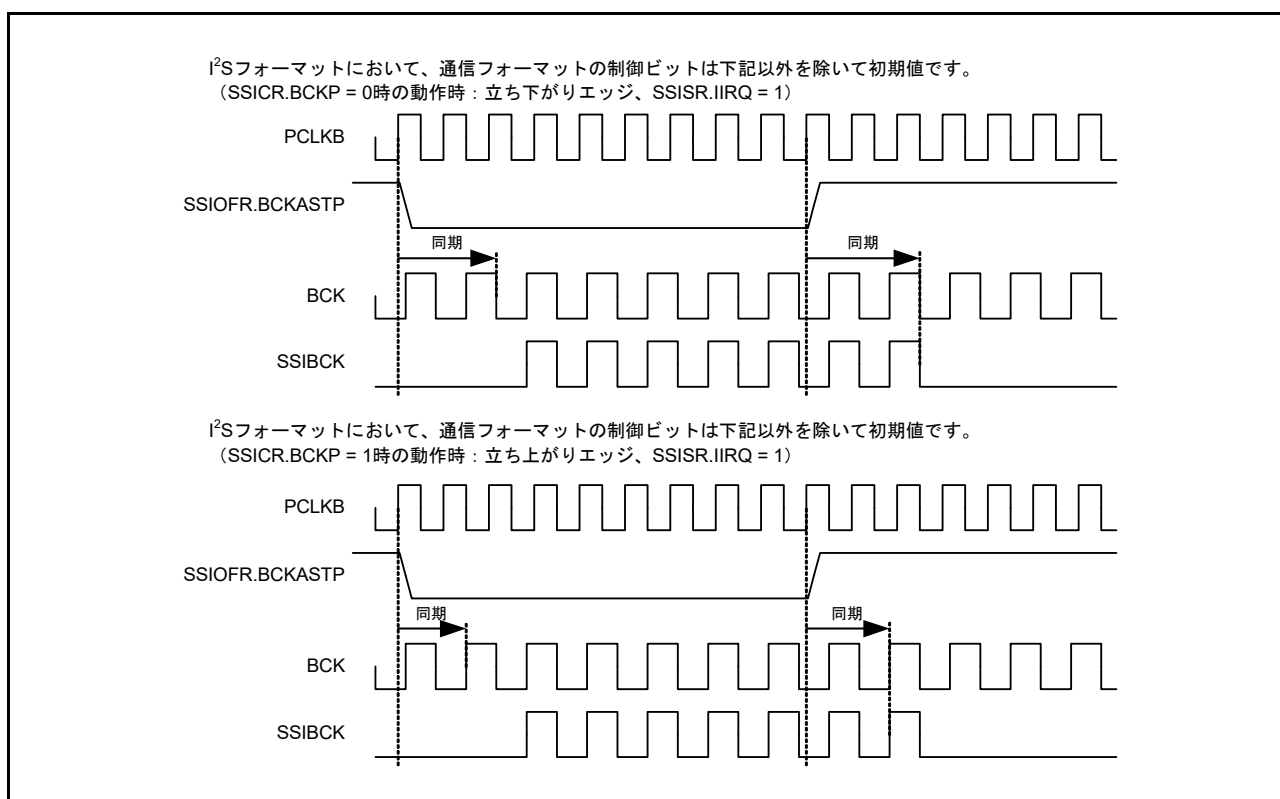 I²Sフォーマットにおいて、通信フォーマットの制御ビットは下記以外を除いて初期値です。
（SSICR.BCKP = 0時の動作時：立ち下がりエッジ、SSISR.IIRQ = 1）
PCLKB
SSIOFR.BCKASTP
同期
同期
BCK
SSIBCK
I²Sフォーマットにおいて、通信フォーマットの制御ビットは下記以外を除いて初期値です。
（SSICR.BCKP = 1時の動作時：立ち上がりエッジ、SSISR.IIRQ = 1）
PCLKB
SSIOFR.BCKASTP
同期
同期
BCK
SSIBCK